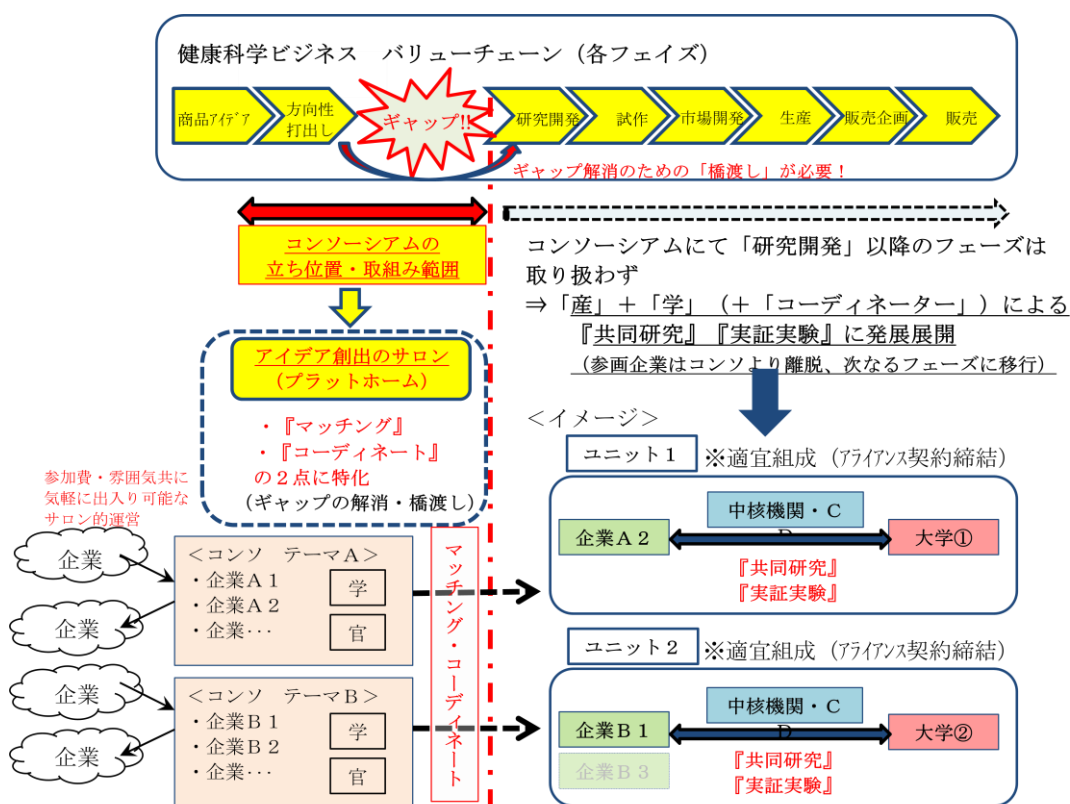 健康科学ビジネス　バリューチェーン（各フェイズ）
商品ｱｲﾃﾞｱ
方向性
打出し
ギャップ!!
研究開発
試作
市場開発
生産
販売企画
販売
ギャップ解消のための「橋渡し」が必要！
コンソーシアムの
立ち位置・取組み範囲
コンソーシアムにて「研究開発」以降のフェーズは
取り扱わず
⇒「産」＋「学」（＋「コーディネーター」）による
『共同研究』『実証実験』に発展展開
（参画企業はコンソより離脱、次なるフェーズに移行）
アイデア創出のサロン
（プラットホーム）
・『マッチング』
・『コーディネート』
の２点に特化
（ギャップの解消・橋渡し）
参加費・雰囲気共に
気軽に出入り可能な
サロン的運営
企業
企業
企業
企業
＜コンソ　テーマＡ＞
・企業Ａ１
・企業Ａ２
・企業･･･
学
官
＜コンソ　テーマＢ＞
・企業Ｂ１
・企業Ｂ２
・企業･･･
学
官
マッチング・コーディネート
＜イメージ＞
ユニット１
※適宜組成（ｱﾗｲｱﾝｽ契約締結）
中核機関・Ｃ
Ｄ
企業Ａ２
大学①
『共同研究』
『実証実験』
ユニット２
※適宜組成（ｱﾗｲｱﾝｽ契約締結）
中核機関・Ｃ
Ｄ
企業Ｂ１
大学②
企業Ｂ３
『共同研究』
『実証実験』